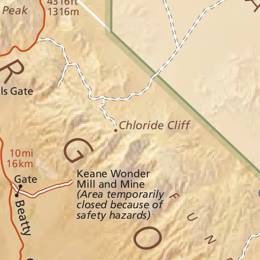 4316ft
Peak 1316m
R
ls Gate
Chloride Cliff
G
10mi
16km
Keane Wonder
Mill and Mine
(Area temporarily
closed because of
safety hazards)
Gate
Beatty
F U N E
O